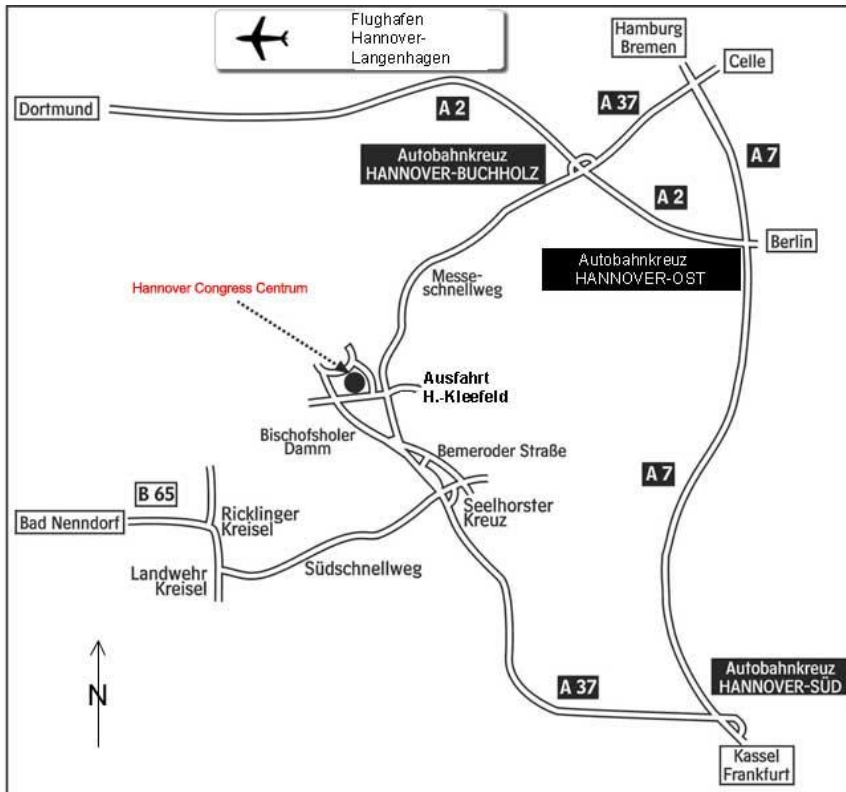 Flughafen
Hannover-
Langenhagen
Hamburg
Bremen
Celle
Dortmund
A 2
A 37
Autobahnkreuz
HANNOVER-BUCHHOLZ
A 7
A 2
Berlin
Autobahnkreuz
HANNOVER-OST
Messe-
schnellweg
Hannover Congress Centrum
Ausfahrt
H.-Kleefeld
Bischofsholer
Damm
Bemeroder Straße
A 7
B 65
Bad Nenndorf
Ricklinger
Kreisel
Seelhorster
Kreuz
Landwehr
Kreisel
Südschnellweg
N
A 37
Autobahnkreuz
HANNOVER-SÜD
Kassel
Frankfurt